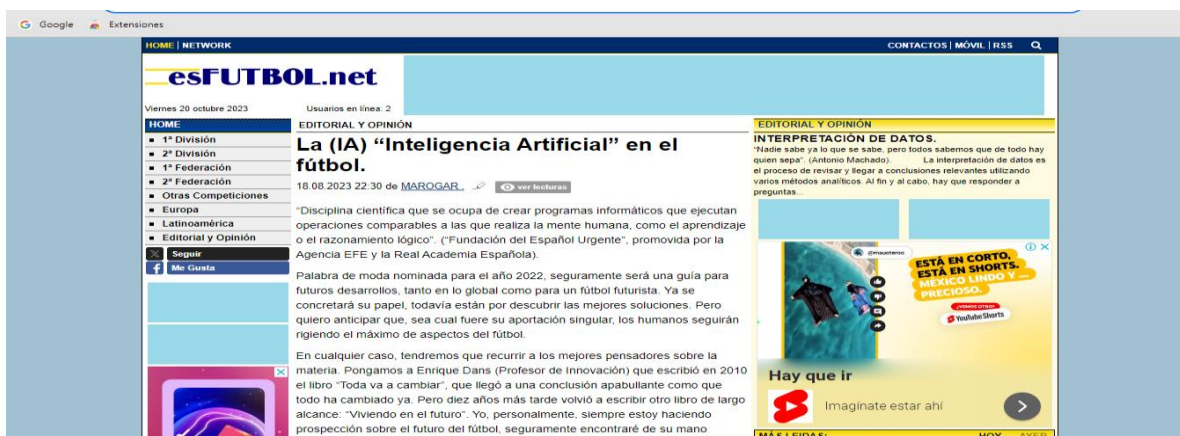 Google Extensiones
HOME | NETWORK
CONTACTOS | MÓVIL | RSS
esFUTBOL.net
Viernes 20 octubre 2023
Usuarios en línea: 2
HOME
1ª División
2ª División
1ª Federación
2ª Federación
Otras Competiciones
Europa
Latinoamérica
Editorial y Opinión
Seguir
Me Gusta
EDITORIAL Y OPINIÓN
La (IA) “Inteligencia Artificial” en el
fútbol.
18.08.2023 22:30 de MAROGAR . ver lecturas
“Disciplina científica que se ocupa de crear programas informáticos que ejecutan
operaciones comparables a las que realiza la mente humana, como el aprendizaje
o el razonamiento lógico”. (“Fundación del Español Urgente”, promovida por la
Agencia EFE y la Real Academia Española).
Palabra de moda nominada para el año 2022, seguramente será una guía para
futuros desarrollos, tanto en lo global como para un fútbol futurista. Ya se
concretará su papel, todavía están por descubrir las mejores soluciones. Pero
quiero anticipar que, sea cual fuere su aportación singular, los humanos seguirán
rigiendo el máximo de aspectos del fútbol.
En cualquier caso, tendremos que recurrir a los mejores pensadores sobre la
materia. Pongamos a Enrique Dans (Profesor de Innovación) que escribió en 2010
el libro “Toda va a cambiar”, que llegó a una conclusión apabullante como que
todo ha cambiado ya. Pero diez años más tarde volvió a escribir otro libro de largo
alcance: “Viviendo en el futuro”. Yo, personalmente, siempre estoy haciendo
prospección sobre el futuro del fútbol, seguramente encontraré de su mano
EDITORIAL Y OPINIÓN
INTERPRETACIÓN DE DATOS.
“Nadie sabe ya lo que se sabe, pero todos sabemos que de todo hay
quien sepa”. (Antonio Machado). La interpretación de datos es
el proceso de revisar y llegar a conclusiones relevantes utilizando
varios métodos analíticos. Al fin y al cabo, hay que responder a
preguntas...
@mauoteroo
ESTÁ EN CORTO,
ESTÁ EN SHORTS.
MÉXICO LINDO Y ...
PRECIOSO.
¿VEMOS OTRO?
YouTube Shorts
Hay que ir
Imagínate estar ahí
MÁS LEIDAS: HOY AYER